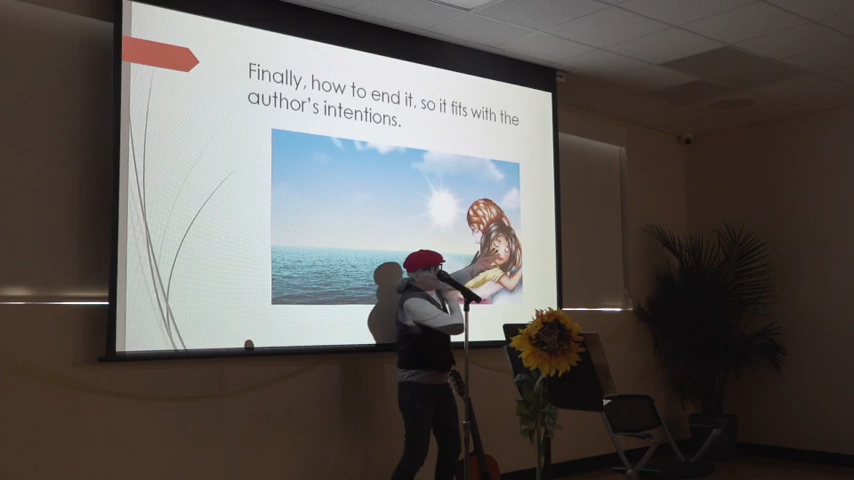 Finally, how to end it, so it fits with the
author's intentions.